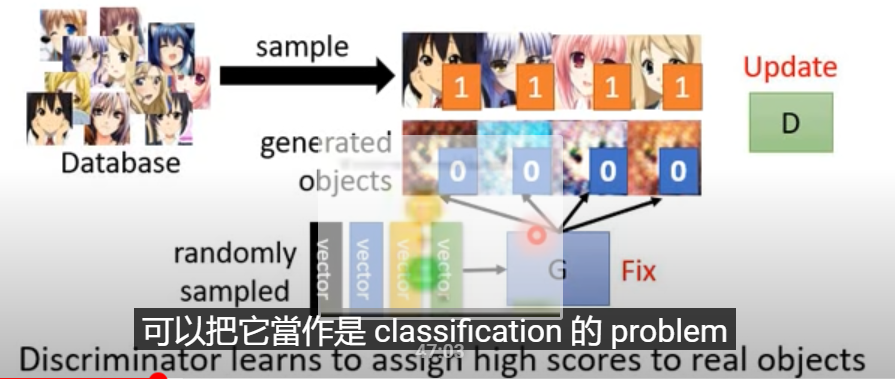 sample
Update
1 1 1 1
D
generated
objects
0 0 0 0
Database
randomly
sampled
vector vector vector vector
G
Fix
可以把它當作是 classification 的 problem
47:03
Discriminator learns to assign high scores to real objects